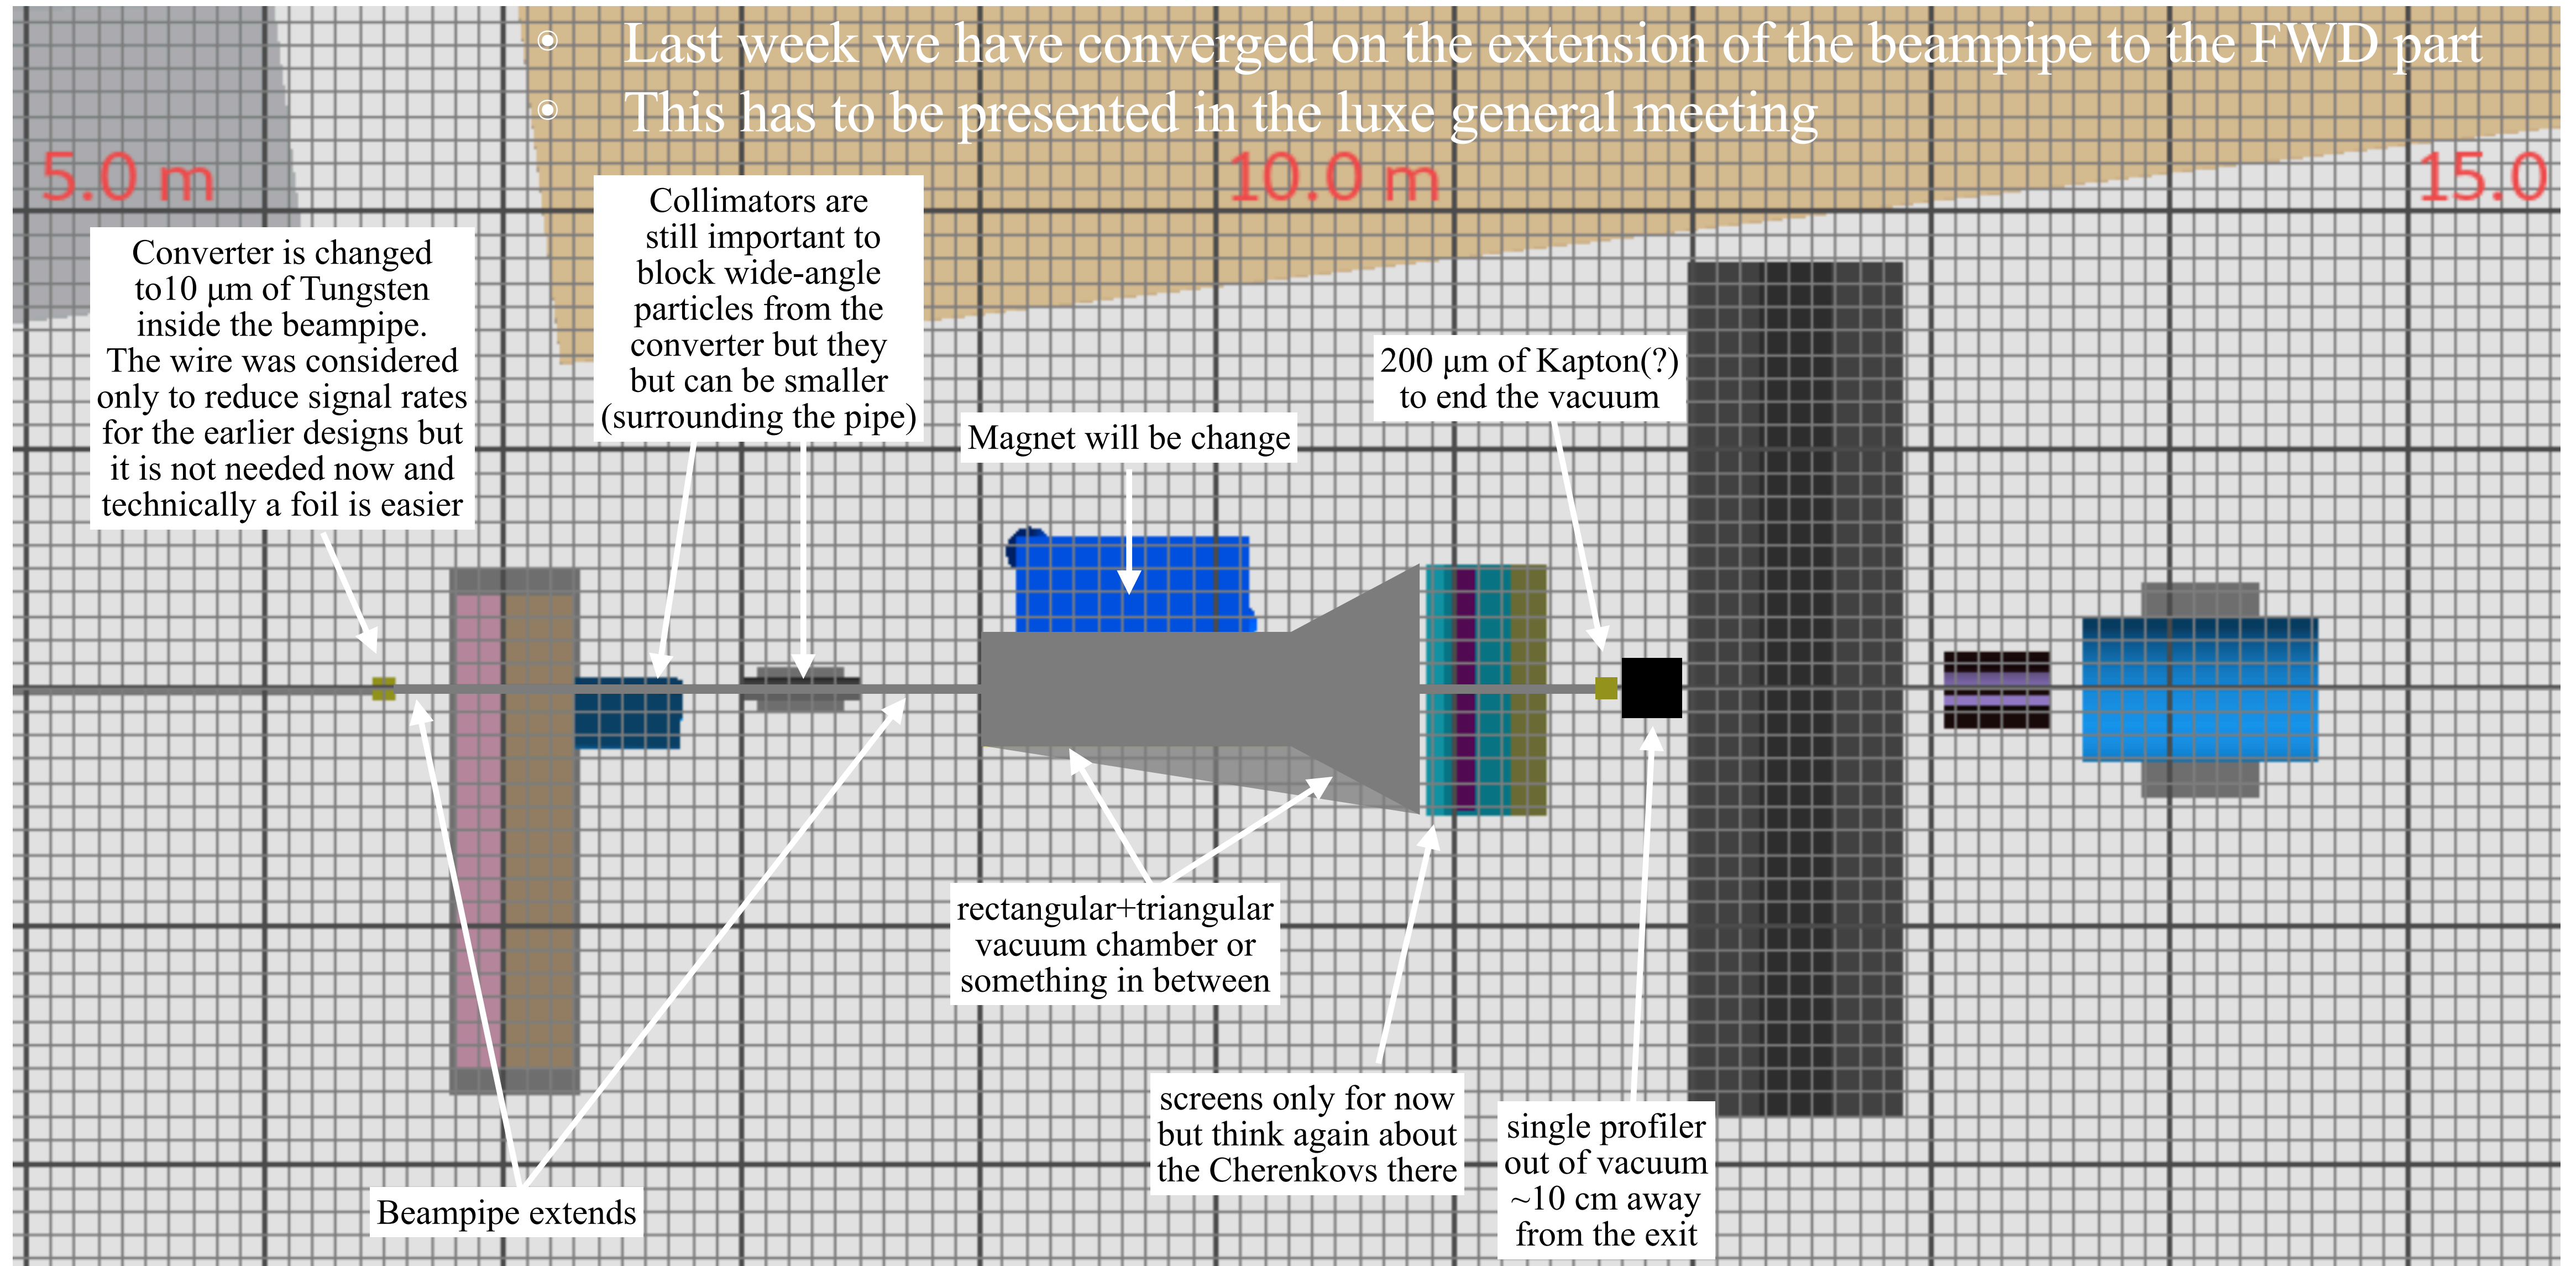 Last week we have converged on the extension of the beampipe to the FWD part
This has to be presented in the luxe general meeting
5.0 m
10.0 m
15.0
Converter is changed
to10 μm of Tungsten
inside the beampipe.
The wire was considered
only to reduce signal rates
for the earlier designs but
it is not needed now and
technically a foil is easier
Collimators are
still important to
block wide-angle
particles from the
converter but they
but can be smaller
(surrounding the pipe)
Magnet will be change
200 μm of Kapton(?)
to end the vacuum
rectangular+triangular
vacuum chamber or
something in between
screens only for now
but think again about
the Cherenkovs there
single profiler
out of vacuum
~10 cm away
from the exit
Beampipe extends